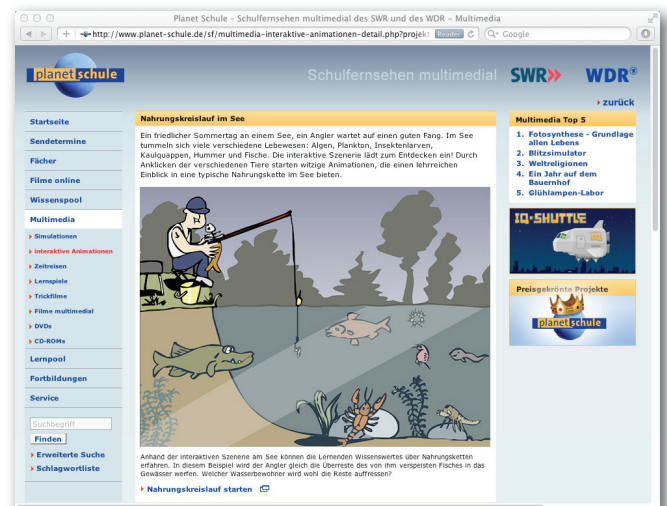 Planet Schule - Schulfernsehen multimedial des SWR und des WDR - Multimedia
http://www.planet-schule.de/sf/multimedia-interaktive-animationen-detail.php?projekt
Reader
Google
planet schule
Schulfernsehen multimedial
SWR
WDR®
zurück
Startseite
Sendetermine
Fächer
Filme online
Wissenspool
Multimedia
Simulationen
Interaktive Animationen
Zeitreisen
Lernspiele
Trickfilme
Filme multimedial
DVDs
CD-ROMs
Lernpool
Fortbildungen
Service
Suchbegriff
Finden
Erweiterte Suche
Schlagwortliste
Nahrungskreislauf im See
Ein friedlicher Sommertag an einem See, ein Angler wartet auf einen guten Fang. Im See
tummeln sich viele verschiedene Lebewesen: Algen, Plankton, Insektenlarven,
Kaulquappen, Hummer und Fische. Die interaktive Szenerie lädt zum Entdecken ein! Durch
Anklicken der verschiedenen Tiere starten witzige Animationen, die einen lehrreichen
Einblick in eine typische Nahrungskette im See bieten.
Anhand der interaktiven Szenerie am See können die Lernenden Wissenswertes über Nahrungsketten
erfahren. In diesem Beispiel wird der Angler gleich die Überreste des von ihm verspeisten Fisches in das
Gewässer werfen. Welcher Wasserbewohner wird wohl die Reste auffressen?
Nahrungskreislauf starten
Multimedia Top 5
1. Fotosynthese - Grundlage
allen Lebens
2. Blitzsimulator
3. Weltreligionen
4. Ein Jahr auf dem
Bauernhof
5. Glühlampen-Labor
IQ-SHUTTLE
Preisgekrönte Projekte
planet schule